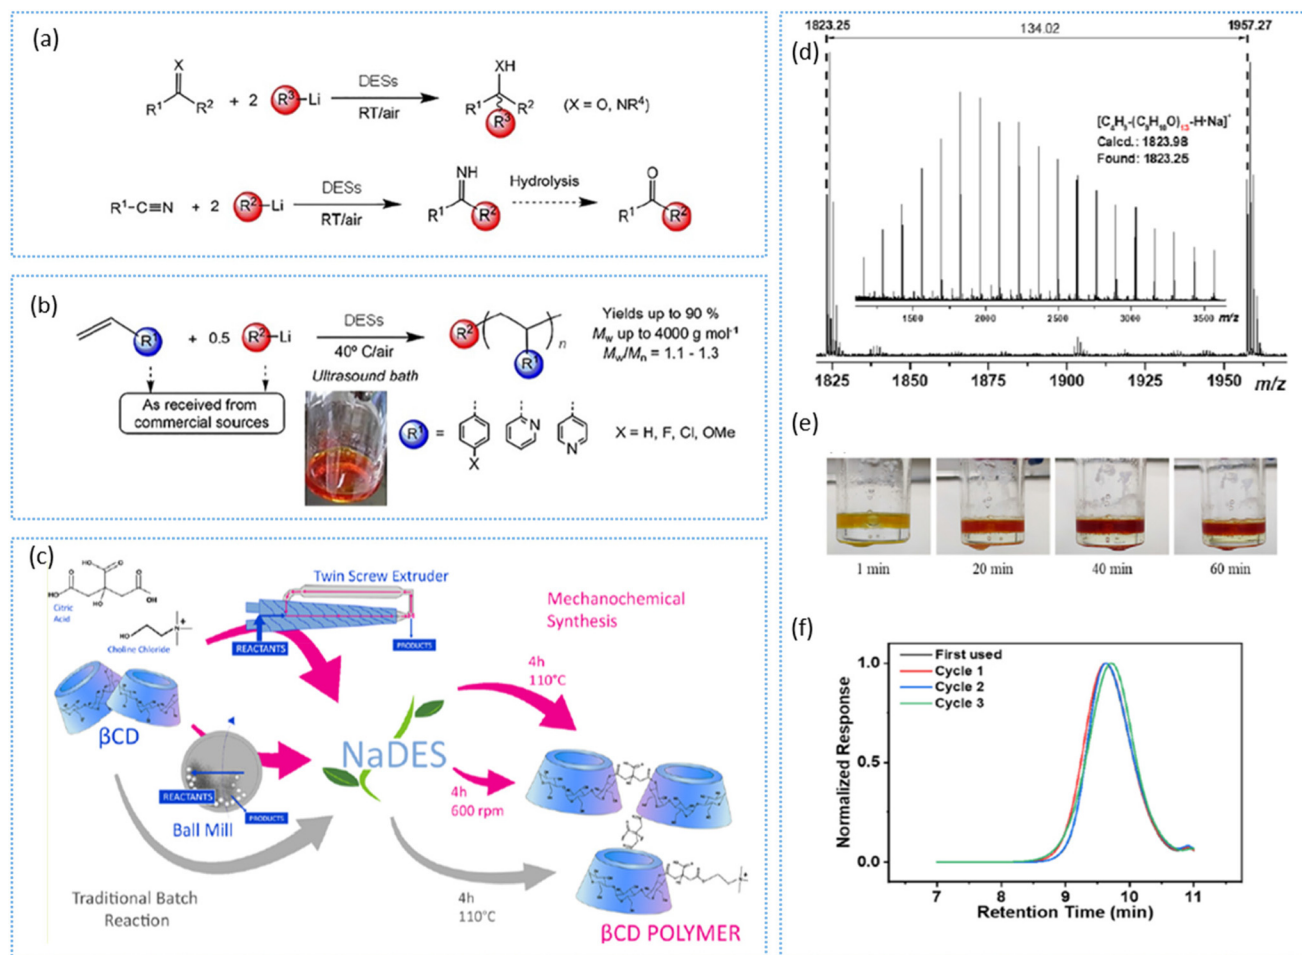 (a)
X
R¹ R² + 2 R³-Li
DESs
RT/air
XH
R¹ R²
R³
(X = O, NR⁴)
R¹-C≡N + 2 R²-Li
DESs
RT/air
NH
R¹ R²
Hydrolysis
O
R¹ R²
(b)
R¹ + 0.5 R²-Li
DESs
40º C/air
Ultrasound bath
R²
R¹
n
Yields up to 90 %
Mw up to 4000 g mol⁻¹
Mw/Mn = 1.1 - 1.3
As received from
commercial sources
R¹ =
X
N
N
X = H, F, Cl, OMe
(c)
Citric
Acid
Choline Chloride
βCD
Twin Screw Extruder
REACTANTS
PRODUCTS
Mechanochemical
Synthesis
4h
110°C
NaDES
REACTANTS
PRODUCTS
Ball Mill
4h
600 rpm
Traditional Batch
Reaction
4h
110°C
βCD POLYMER
(d)
1823.25
134.02
1957.27
[C₄H₉-(C₉H₁₀O)₁₃-H·Na]⁺
Calcd.: 1823.98
Found: 1823.25
1500 2000 2500 3000 3500 m/z
1825 1850 1875 1900 1925 1950 m/z
(e)
1 min 20 min 40 min 60 min
(f)
First used
Cycle 1
Cycle 2
Cycle 3
Normalized Response
1.0
0.5
0.0
7 8 9 10 11
Retention Time (min)